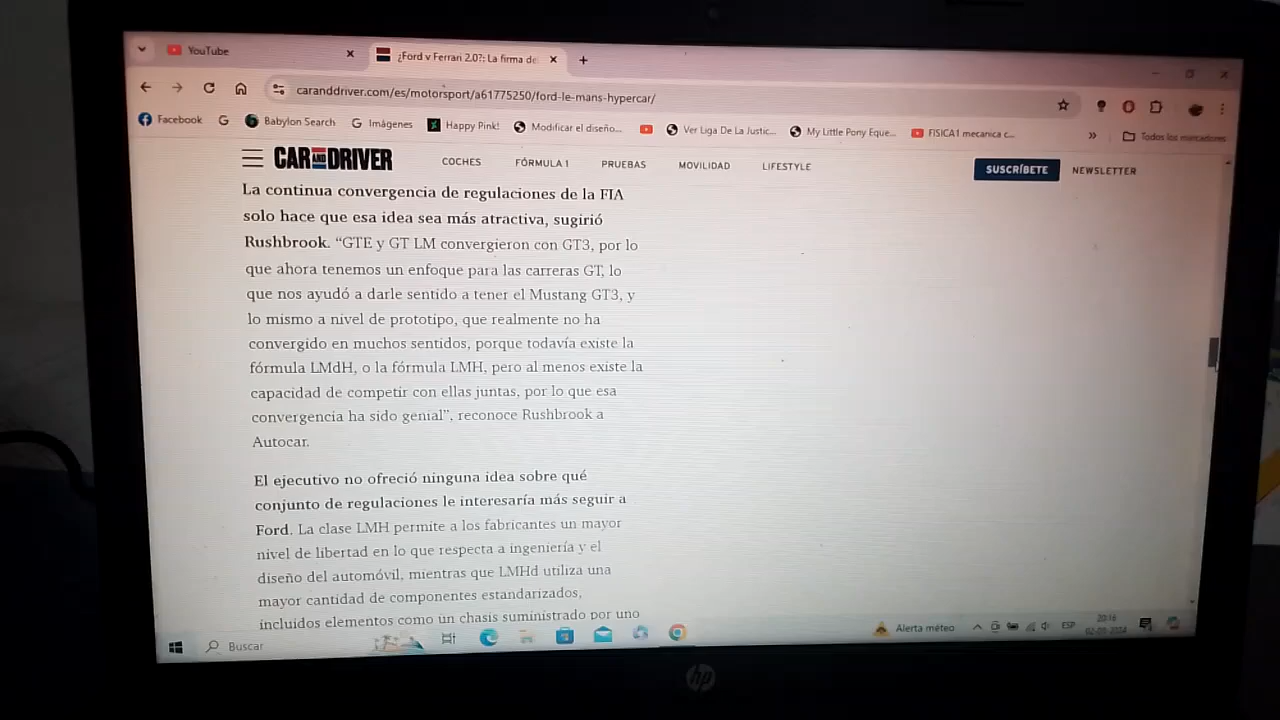 YouTube
¿Ford v Ferrari 2.0?: La firma de
caranddriver.com/es/motorsport/a61775250/ford-le-mans-hypercar/
Facebook
Babylon Search
Imágenes
Happy Pink!
Modificar el diseño...
Ver Liga De La Justic...
My Little Pony Eque...
FISICA1 mecanica c...
Todos los marcadores
CAR AND DRIVER
COCHES
FÓRMULA 1
PRUEBAS
MOVILIDAD
LIFESTYLE
SUSCRÍBETE
NEWSLETTER
La continua convergencia de regulaciones de la FIA
solo hace que esa idea sea más atractiva, sugirió
Rushbrook. “GTE y GT LM convergieron con GT3, por lo
que ahora tenemos un enfoque para las carreras GT, lo
que nos ayudó a darle sentido a tener el Mustang GT3, y
lo mismo a nivel de prototipo, que realmente no ha
convergido en muchos sentidos, porque todavía existe la
fórmula LMdH, o la fórmula LMH, pero al menos existe la
capacidad de competir con ellas juntas, por lo que esa
convergencia ha sido genial”, reconoce Rushbrook a
Autocar.
El ejecutivo no ofreció ninguna idea sobre qué
conjunto de regulaciones le interesaría más seguir a
Ford. La clase LMH permite a los fabricantes un mayor
nivel de libertad en lo que respecta a ingeniería y el
diseño del automóvil, mientras que LMHd utiliza una
mayor cantidad de componentes estandarizados,
incluidos elementos como un chasis suministrado por uno
Buscar
Alerta méteo
ESP
20:16
hp